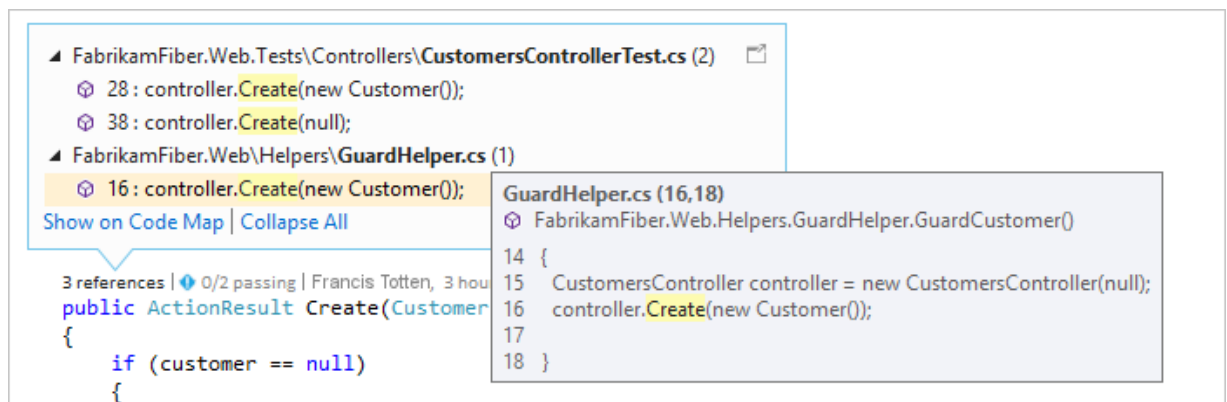 FabrikamFiber.Web.Tests\Controllers\CustomersControllerTest.cs (2)
28 : controller.Create(new Customer());
38 : controller.Create(null);
FabrikamFiber.Web\Helpers\GuardHelper.cs (1)
16 : controller.Create(new Customer());
Show on Code Map | Collapse All
GuardHelper.cs (16,18)
FabrikamFiber.Web.Helpers.GuardHelper.GuardCustomer()
14 {
15 CustomersController controller = new CustomersController(null);
16 controller.Create(new Customer());
17
18 }
3 references | 0/2 passing | Francis Totten, 3
public ActionResult Create(Customer
{
if (customer == null)
{